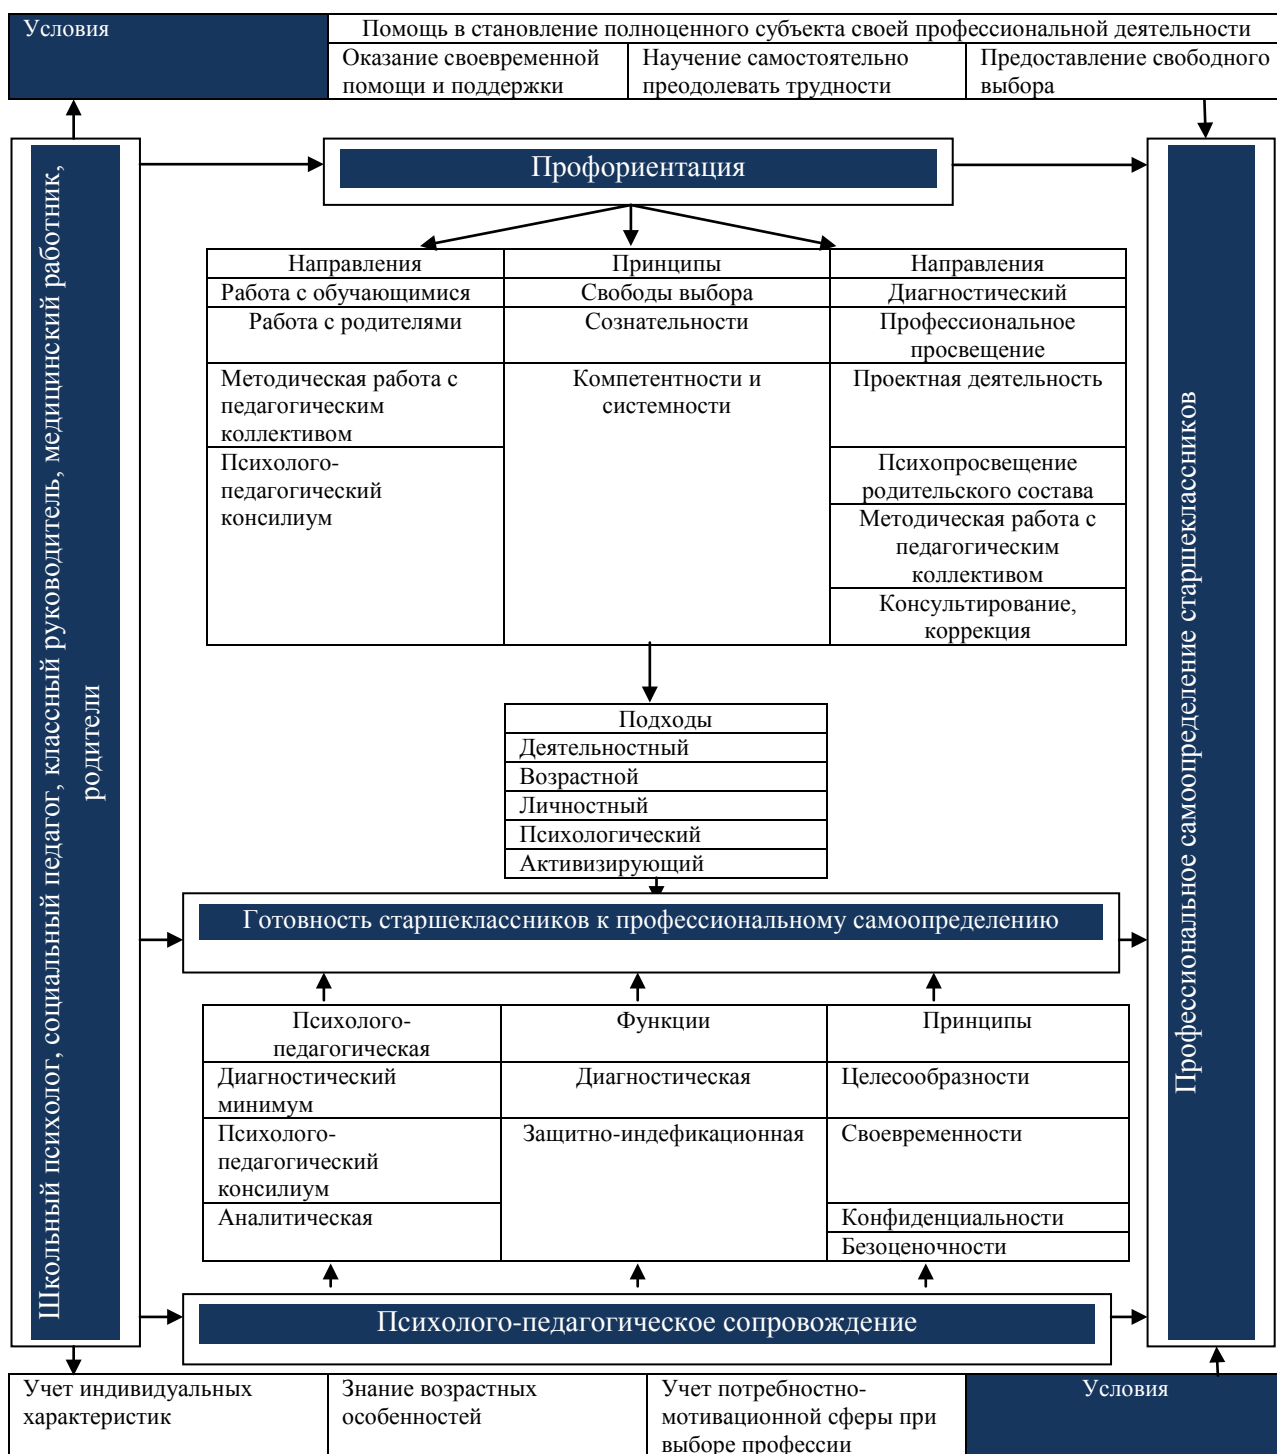 Условия
Помощь в становление полноценного субъекта своей профессиональной деятельности
Оказание своевременной
помощи и поддержки
Научение самостоятельно
преодолевать трудности
Предоставление свободного
выбора
Школьный психолог, социальный педагог, классный руководитель, медицинский работник,
родители
Профориентация
Направления
Работа с обучающимися
Работа с родителями
Методическая работа с
педагогическим
коллективом
Психолого-
педагогический
консилиум
Принципы
Свободы выбора
Сознательности
Компетентности и
системности
Направления
Диагностический
Профессиональное
просвещение
Проектная деятельность
Психопросвещение
родительского состава
Методическая работа с
педагогическим
коллективом
Консультирование,
коррекция
Подходы
Деятельностный
Возрастной
Личностный
Психологический
Активизирующий
Готовность старшеклассников к профессиональному самоопределению
Психолого-
педагогическая
Диагностический
минимум
Психолого-
педагогический
консилиум
Аналитическая
Функции
Диагностическая
Защитно-индефикационная
Принципы
Целесообразности
Своевременности
Конфиденциальности
Безоценочности
Психолого-педагогическое сопровождение
Профессиональное самоопределение старшеклассников
Учет индивидуальных
характеристик
Знание возрастных
особенностей
Учет потребностно-
мотивационной сферы при
выборе профессии
Условия